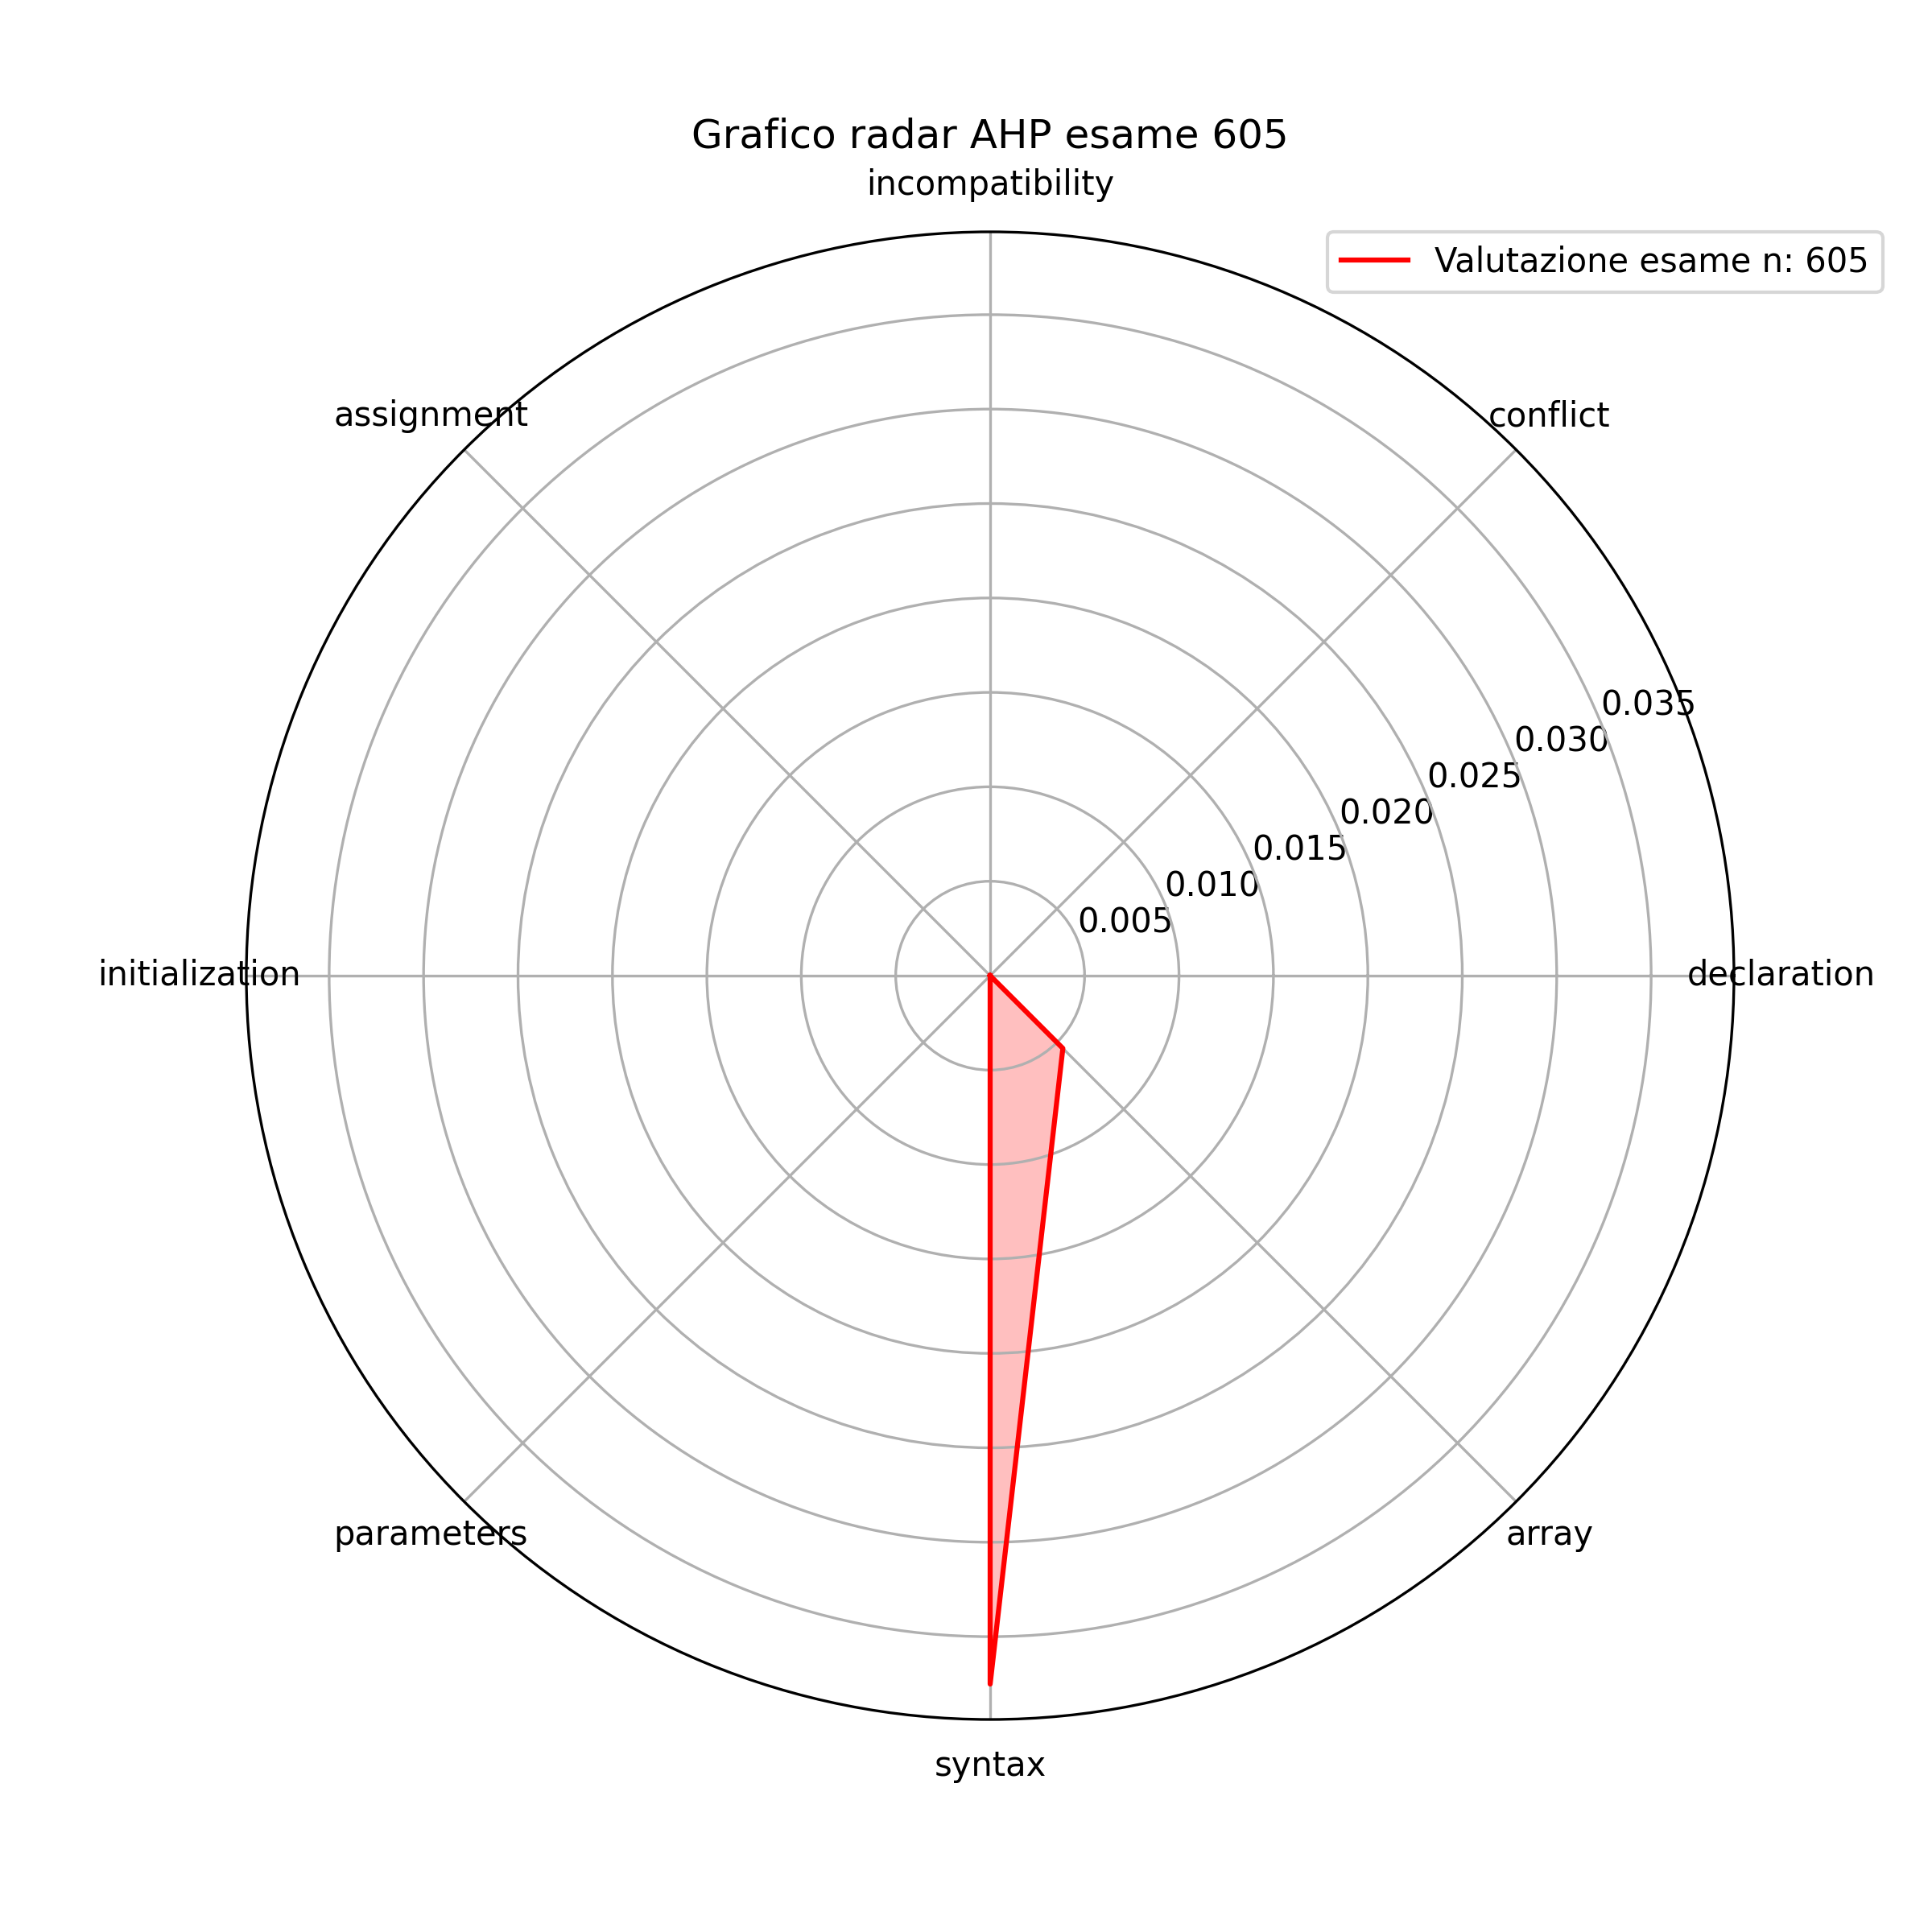 Grafico radar AHP esame 605
incompatibility
Valutazione esame n: 605
assignment
conflict
0.035
0.030
0.025
0.020
0.015
0.010
0.005
initialization
declaration
parameters
array
syntax